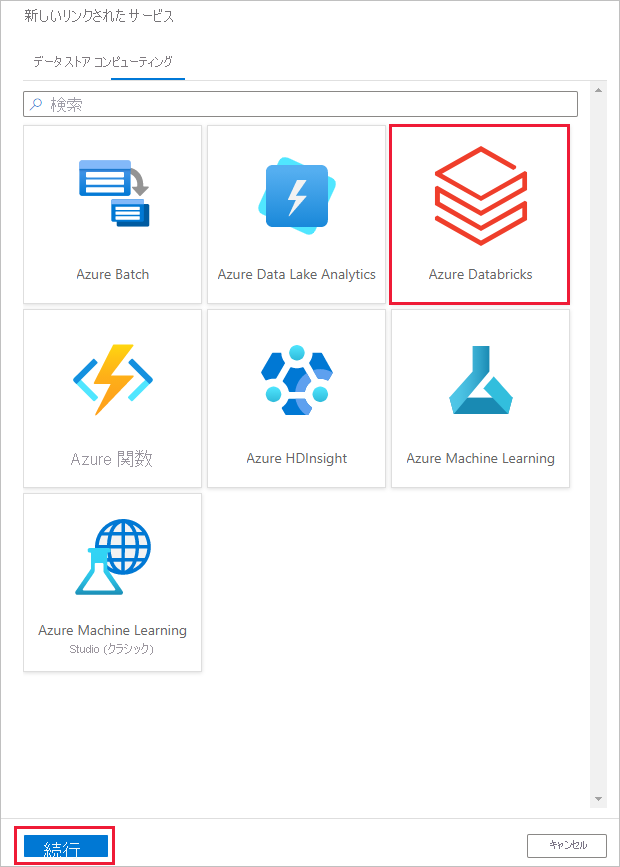 新しいリンクされたサービス
データ ストア コンピューティング
検索
Azure Batch
Azure Data Lake Analytics
Azure Databricks
Azure 関数
Azure HDInsight
Azure Machine Learning
Azure Machine Learning
Studio (クラシック)
続行
キャンセル